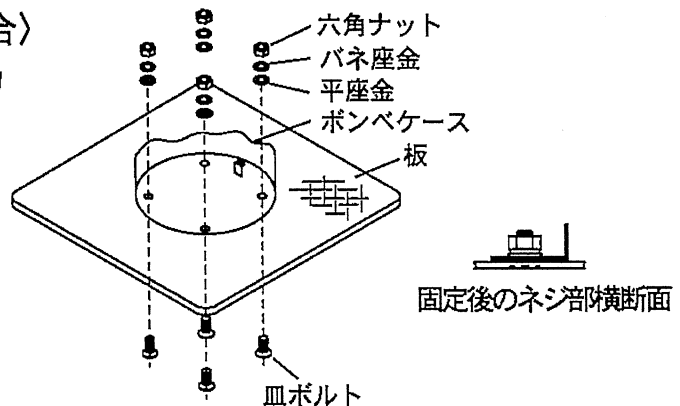 合〉
六角ナット
バネ座金
平座金
ボンベケース
板
固定後のネジ部横断面
皿ボルト